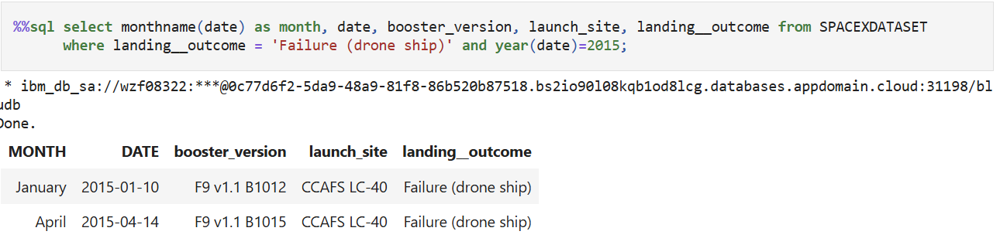 %%sql select monthname(date) as month, date, booster_version, launch_site, landing__outcome from SPACEXDATASET
where landing__outcome = 'Failure (drone ship)' and year(date)=2015;
* ibm_db_sa://wzf08322:***@0c77d6f2-5da9-48a9-81f8-86b520b87518.bs2io90l08kqb1od8lcg.databases.appdomain.cloud:31198/bl
udb
Done.
MONTH DATE booster_version launch_site landing__outcome
January 2015-01-10 F9 v1.1 B1012 CCAFS LC-40 Failure (drone ship)
April 2015-04-14 F9 v1.1 B1015 CCAFS LC-40 Failure (drone ship)